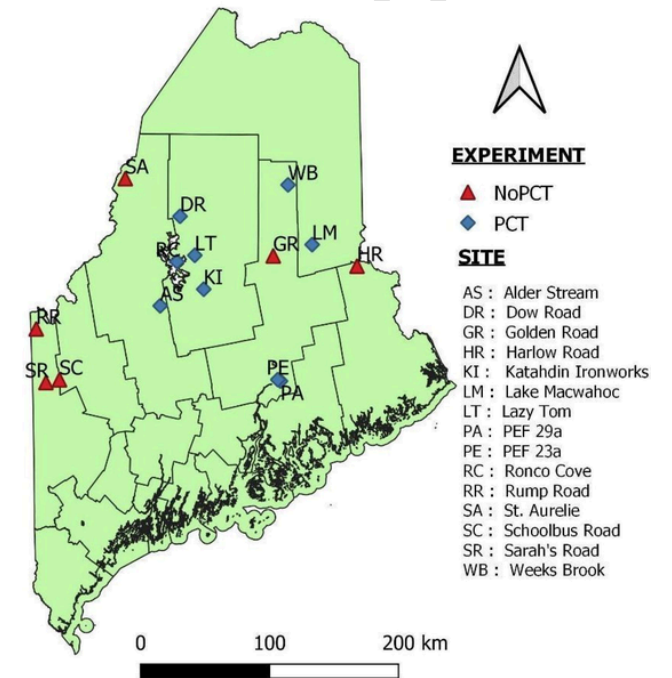 SA
WB
DR
LM
RC
LT
GR
HR
KI
AS
RR
SR
SC
PE
PA
EXPERIMENT
NoPCT
PCT
SITE
AS : Alder Stream
DR : Dow Road
GR : Golden Road
HR : Harlow Road
KI : Katahdin Ironworks
LM : Lake Macwahoc
LT : Lazy Tom
PA : PEF 29a
PE : PEF 23a
RC : Ronco Cove
RR : Rump Road
SA : St. Aurelie
SC : Schoolbus Road
SR : Sarah's Road
WB : Weeks Brook
0 100 200 km